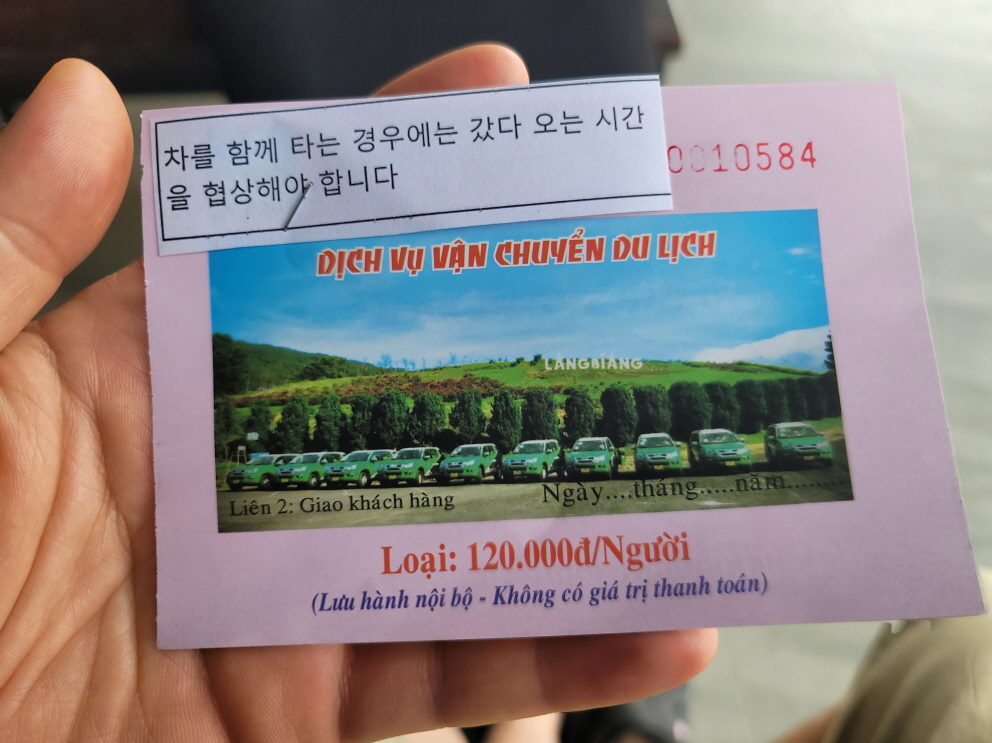 차를 함께 타는 경우에는 갔다 오는 시간
을 협상해야 합니다
0010584
DỊCH VỤ VẬN CHUYỂN DU LỊCH
LANGBIANG
Liên 2: Giao khách hàng
Ngày....tháng.....năm........
Loại: 120.000đ/Người
(Lưu hành nội bộ - Không có giá trị thanh toán)